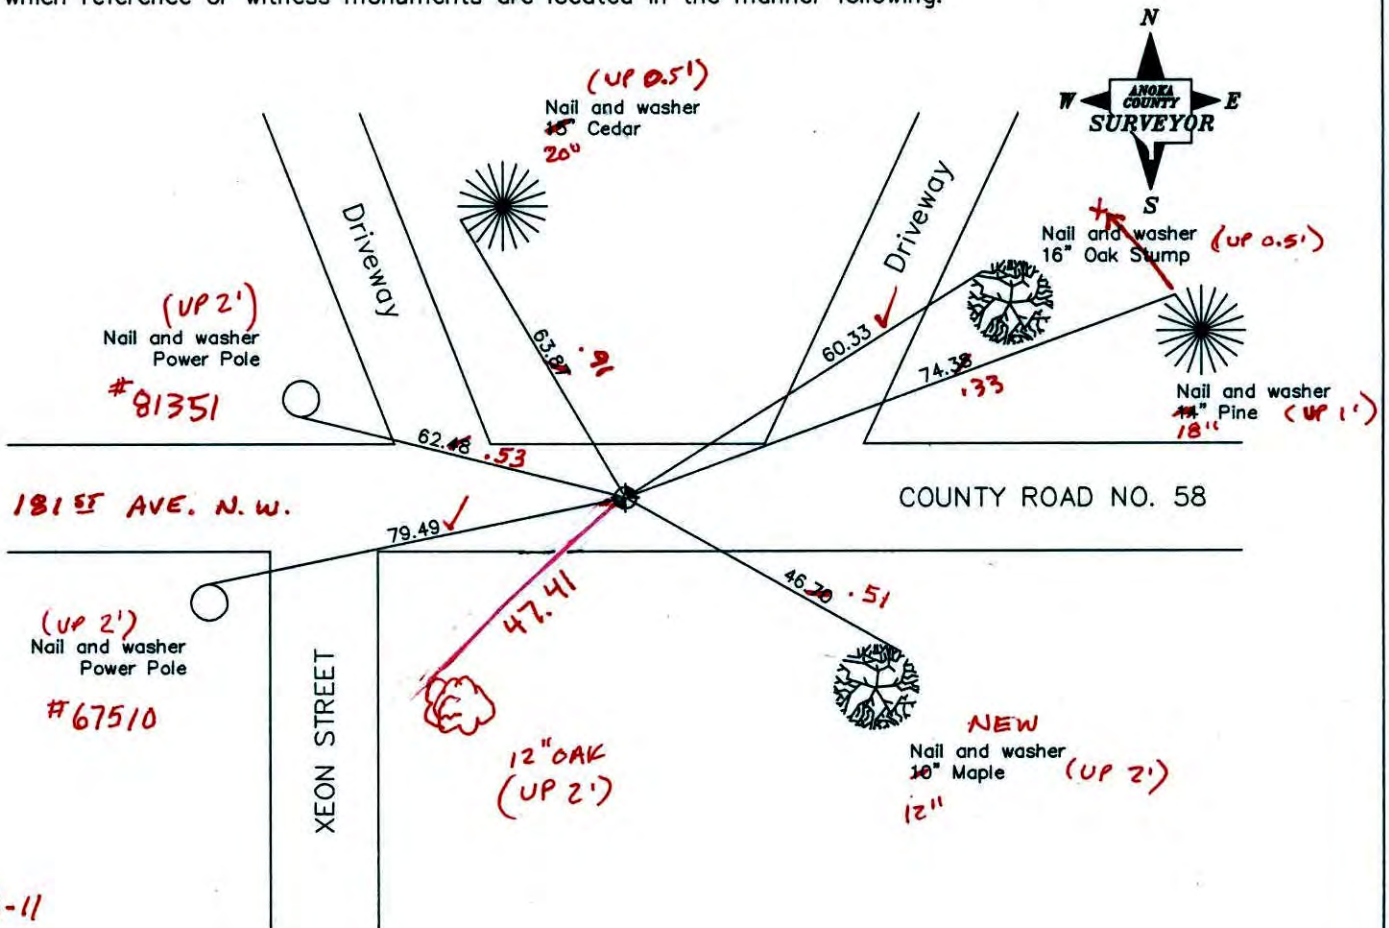 which reference or witness monuments are located in the manner following:
N
W ANOKA COUNTY E
SURVEYOR
S
(UP 0.5')
Nail and washer
15" Cedar
20"
Driveway
Driveway
Nail and washer (UP 0.5')
16" Oak Stump
(UP 2')
Nail and washer
Power Pole
#81351
63.87 .91
60.33 ✓
74.38
.33
Nail and washer
14" Pine (UP 1')
18"
62.48 .53
181ST AVE. N.W.
COUNTY ROAD NO. 58
79.49 ✓
46.70 .51
47.41
(UP 2')
Nail and washer
Power Pole
#67510
XEON STREET
12" OAK
(UP 2')
NEW
Nail and washer
10" Maple (UP 2')
12"
-11